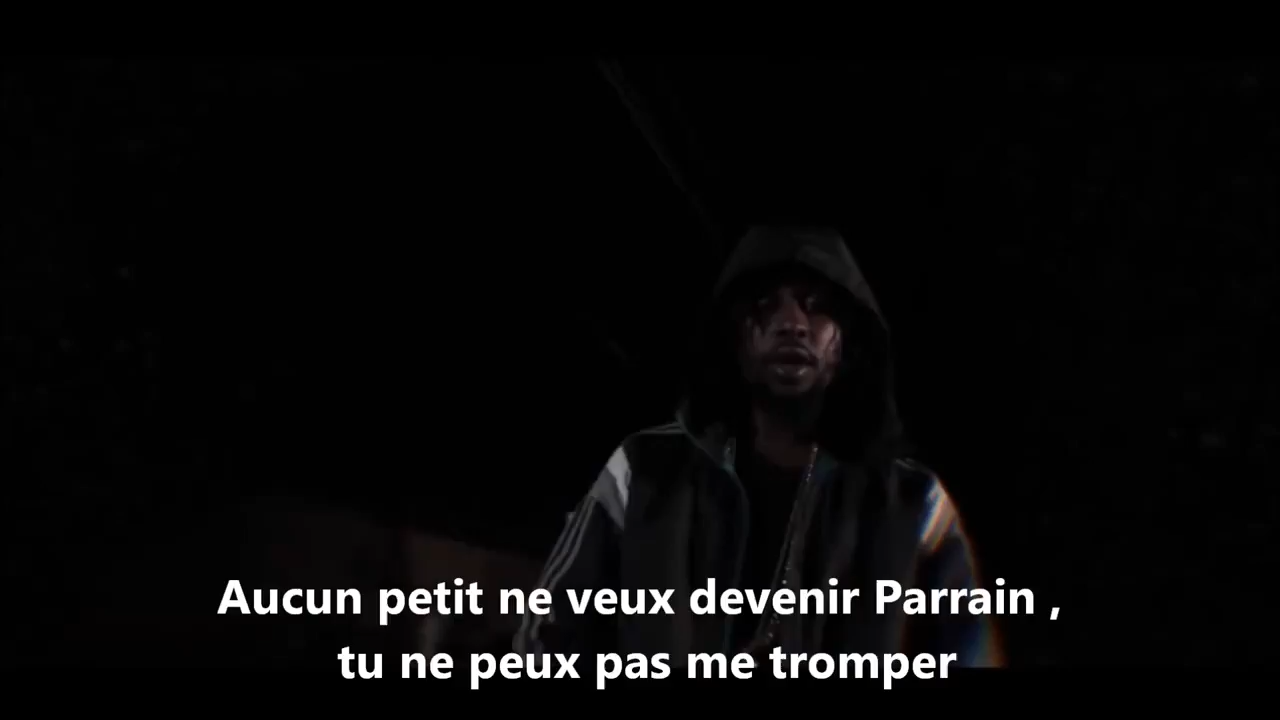 Aucun petit ne veux devenir Parrain ,
tu ne peux pas me tromper